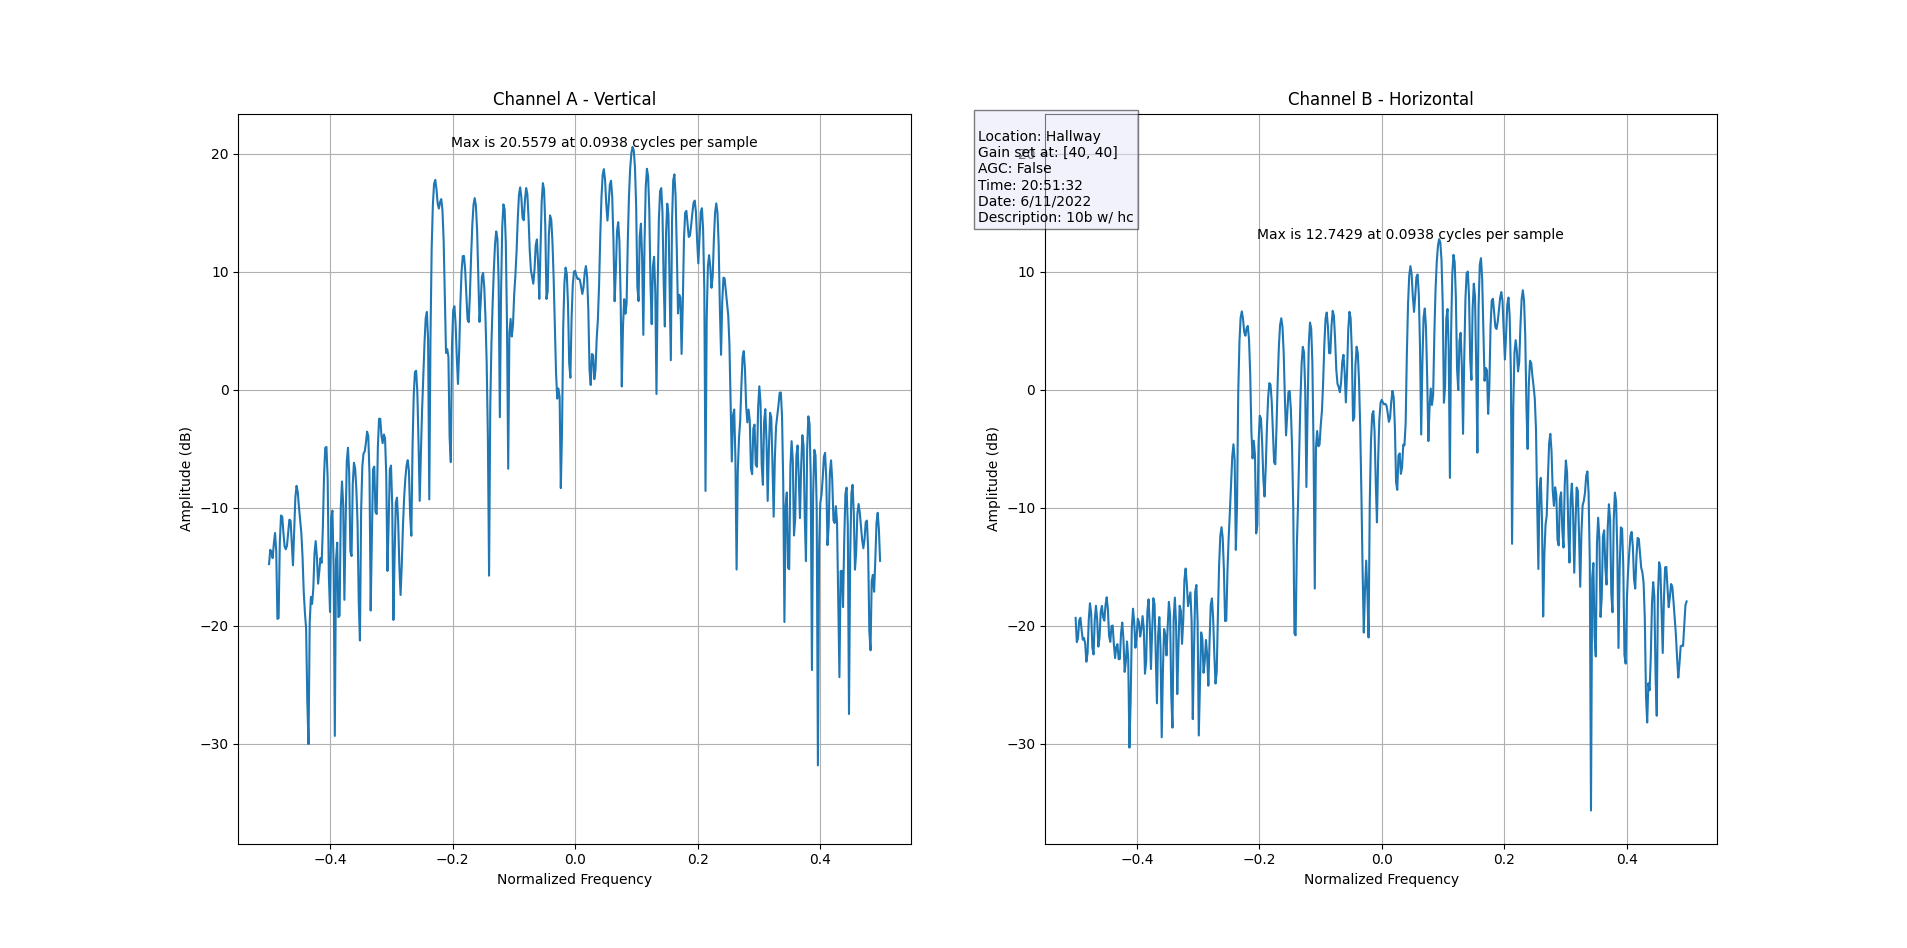 Channel A - Vertical
Max is 20.5579 at 0.0938 cycles per sample
20
10
0
−10
−20
−30
Amplitude (dB)
−0.4 −0.2 0.0 0.2 0.4
Normalized Frequency
Channel B - Horizontal
Location: Hallway
Gain set at: [40, 40]
AGC: False
Time: 20:51:32
Date: 6/11/2022
Description: 10b w/ hc
Max is 12.7429 at 0.0938 cycles per sample
20
10
0
−10
−20
−30
Amplitude (dB)
−0.4 −0.2 0.0 0.2 0.4
Normalized Frequency